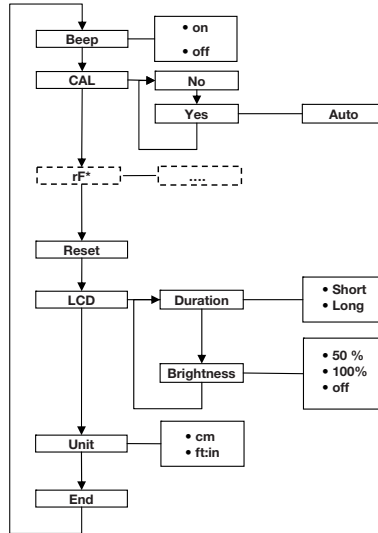 Beep
• on
• off
CAL
No
Yes
Auto
rF*
....
Reset
LCD
Duration
• Short
• Long
Brightness
• 50 %
• 100%
• off
Unit
• cm
• ft:in
End